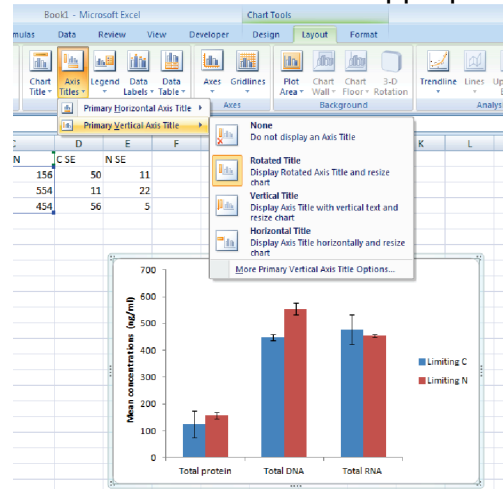 Book1 - Microsoft Excel
Chart Tools
mulas Data Review View Developer Design Layout Format
Chart Title Axis Titles Legend Data Labels Data Table Axes Gridlines Plot Area Chart Wall Chart Floor 3-D Rotation Trendline Lines
Axes Background Analys
Primary Horizontal Axis Title
Primary Vertical Axis Title
None
Do not display an Axis Title
Rotated Title
Display Rotated Axis Title and resize
chart
Vertical Title
Display Axis Title with vertical text and
resize chart
Horizontal Title
Display Axis Title horizontally and resize
chart
More Primary Vertical Axis Title Options...
D E F K L
N C SE N SE
156 50 11
554 11 22
454 56 5
Mean concentrations (ug/ml)
700
600
500
400
300
200
100
0
Total protein Total DNA Total RNA
Limiting C
Limiting N